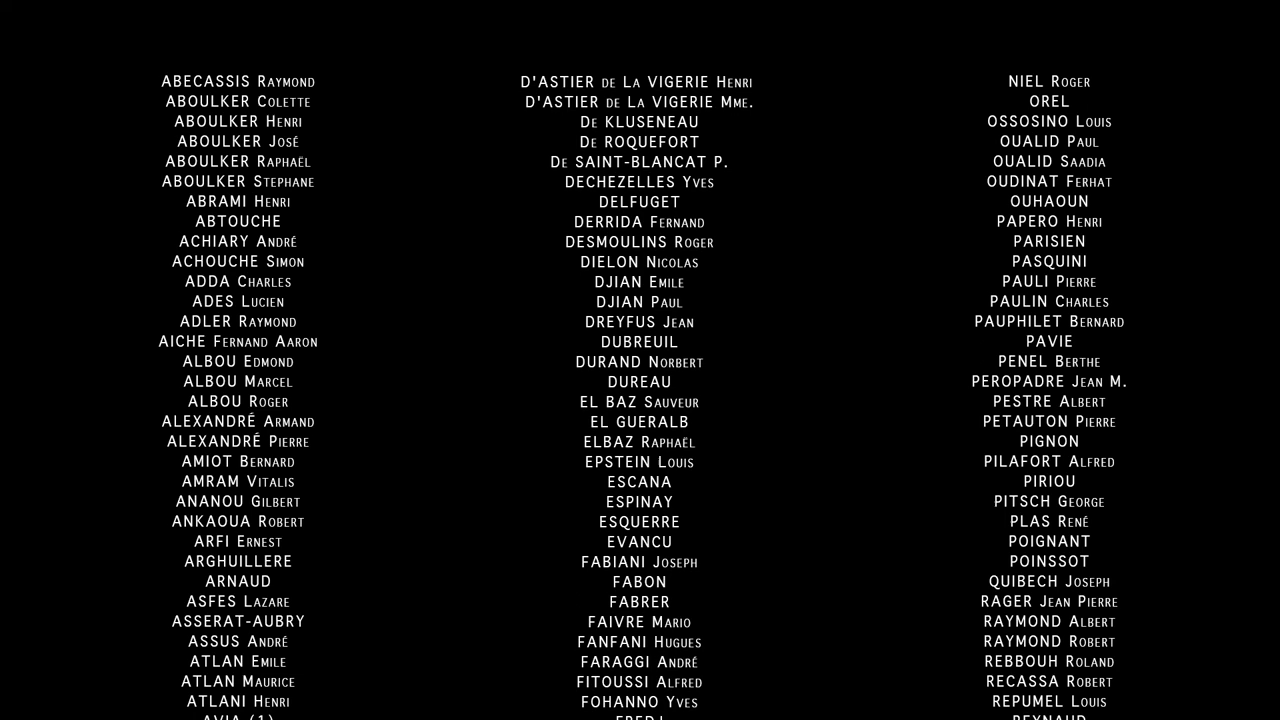 ABECASSIS Raymond
ABOULKER Colette
ABOULKER Henri
ABOULKER José
ABOULKER Raphaël
ABOULKER Stephane
ABRAMI Henri
ABTOUCHE
ACHIARY André
ACHOUCHE Simon
ADDA Charles
ADES Lucien
ADLER Raymond
AICHE Fernand Aaron
ALBOU Edmond
ALBOU Marcel
ALBOU Roger
ALEXANDRÉ Armand
ALEXANDRÉ Pierre
AMIOT Bernard
AMRAM Vitalis
ANANOU Gilbert
ANKAOUA Robert
ARFI Ernest
ARGHUILLERE
ARNAUD
ASFES Lazare
ASSERAT-AUBRY
ASSUS André
ATLAN Emile
ATLAN Maurice
ATLANI Henri
AVIA (1)
D'ASTIER de La VIGERIE Henri
D'ASTIER de La VIGERIE Mme.
De KLUSENEAU
De ROQUEFORT
De SAINT-BLANCAT P.
DECHEZELLES Yves
DELFUGET
DERRIDA Fernand
DESMOULINS Roger
DIELON Nicolas
DJIAN Emile
DJIAN Paul
DREYFUS Jean
DUBREUIL
DURAND Norbert
DUREAU
EL BAZ Sauveur
EL GUERALB
ELBAZ Raphaël
EPSTEIN Louis
ESCANA
ESPINAY
ESQUERRE
EVANCU
FABIANI Joseph
FABON
FABRER
FAIVRE Mario
FANFANI Hugues
FARAGGI André
FITOUSSI Alfred
FOHANNO Yves
NIEL Roger
OREL
OSSOSINO Louis
OUALID Paul
OUALID Saadia
OUDINAT Ferhat
OUHAOUN
PAPERO Henri
PARISIEN
PASQUINI
PAULI Pierre
PAULIN Charles
PAUPHILET Bernard
PAVIE
PENEL Berthe
PEROPADRE Jean M.
PESTRE Albert
PETAUTON Pierre
PIGNON
PILAFORT Alfred
PIRIOU
PITSCH George
PLAS René
POIGNANT
POINSSOT
QUIBECH Joseph
RAGER Jean Pierre
RAYMOND Albert
RAYMOND Robert
REBBOUH Roland
RECASSA Robert
REPUMEL Louis
REYNAUD